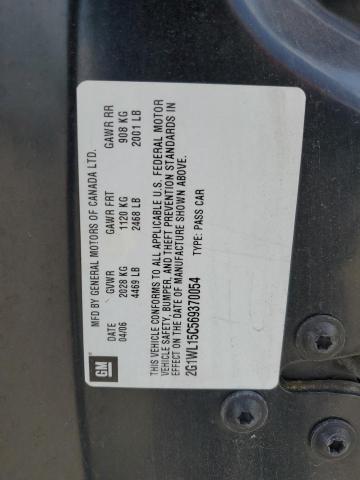 GM
MFD BY GENERAL MOTORS OF CANADA LTD.
DATE GVWR GAWR FRT GAWR RR
04/06 2028 KG 1120 KG 908 KG
4469 LB 2468 LB 2001 LB
THIS VEHICLE CONFORMS TO ALL APPLICABLE U.S. FEDERAL MOTOR
VEHICLE SAFETY, BUMPER, AND THEFT PREVENTION STANDARDS IN
EFFECT ON THE DATE OF MANUFACTURE SHOWN ABOVE.
2G1WL15C569370054 TYPE: PASS CAR